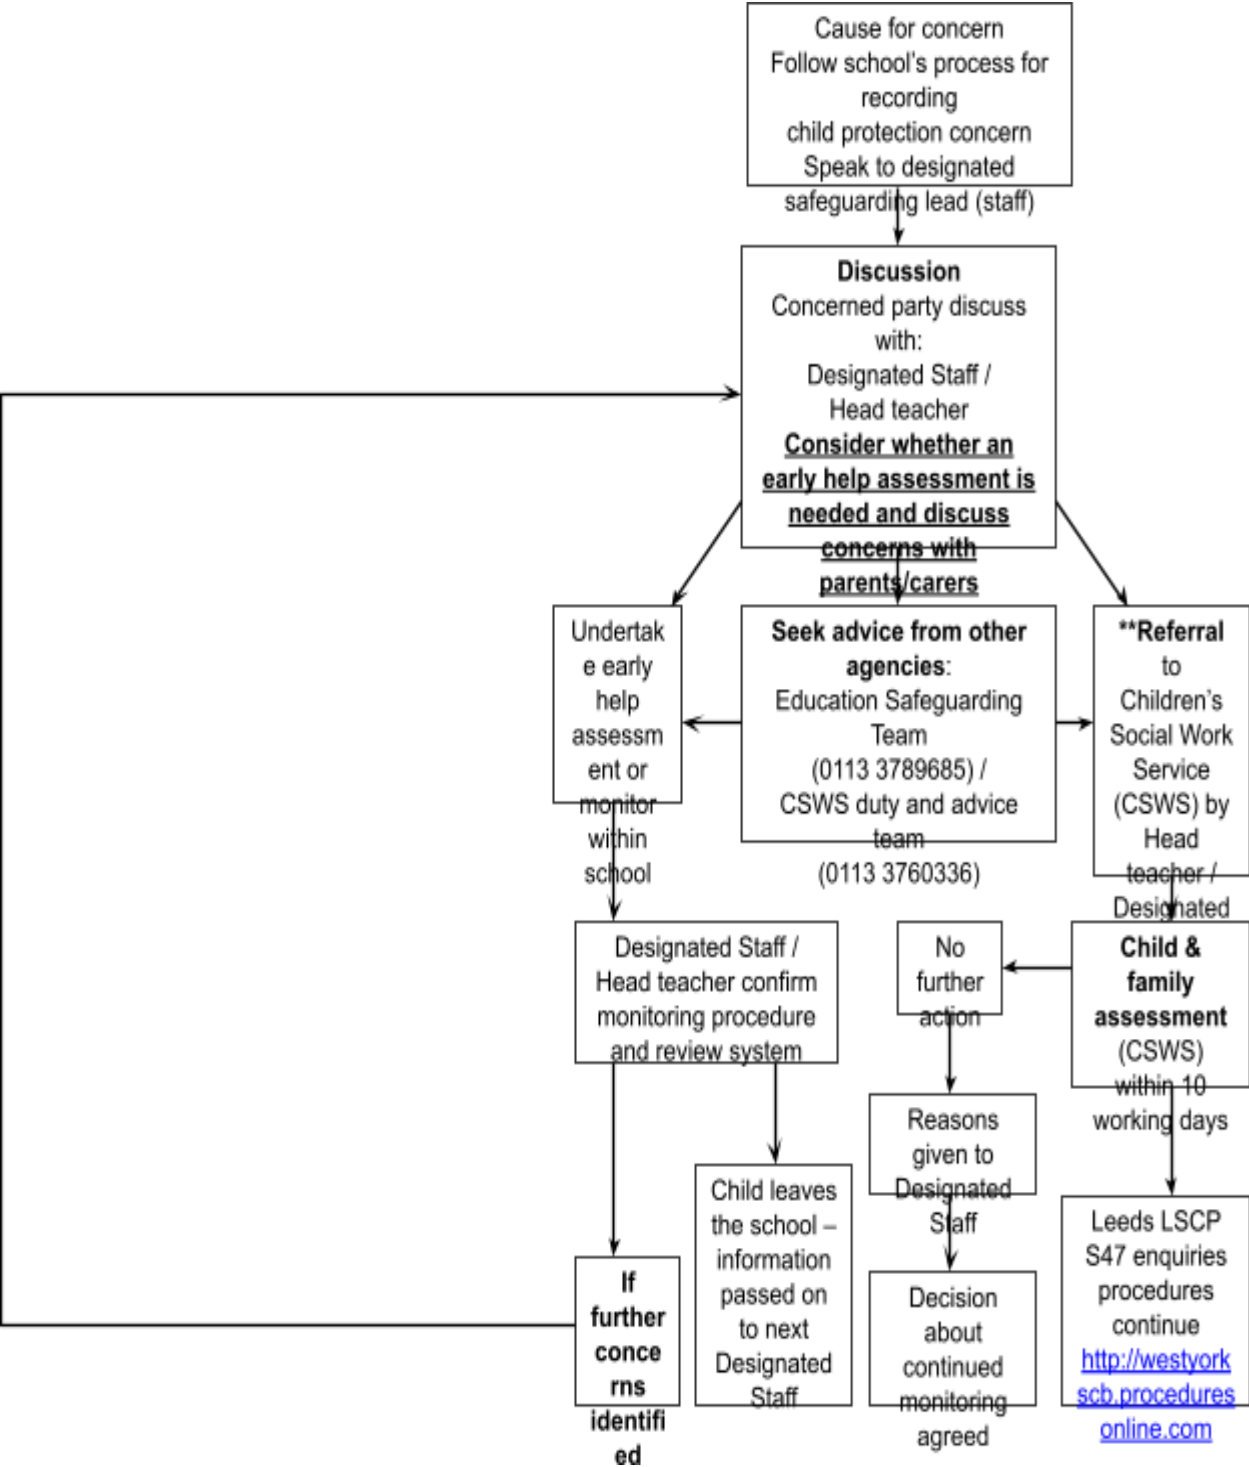 Cause for concern
Follow school's process for
recording
child protection concern
Speak to designated
safeguarding lead (staff)
Discussion
Concerned party discuss
with:
Designated Staff /
Head teacher
Consider whether an
early help assessment is
needed and discuss
concerns with
parents/carers
Undertak
e early
help
assessm
ent or
monitor
within
school
Seek advice from other
agencies:
Education Safeguarding
Team
(0113 3789685) /
CSWS duty and advice
team
(0113 3760336)
**Referral
to
Children's
Social Work
Service
(CSWS) by
Head
teacher /
Designated
Designated Staff /
Head teacher confirm
monitoring procedure
and review system
No
further
action
Child &
family
assessment
(CSWS)
within 10
working days
Reasons
given to
Designated
Staff
Child leaves
the school –
information
passed on
to next
Designated
Staff
Leeds LSCP
S47 enquiries
procedures
continue
http://westyork
scb.procedures
online.com
If
further
conce
rns
identifi
ed
Decision
about
continued
monitoring
agreed